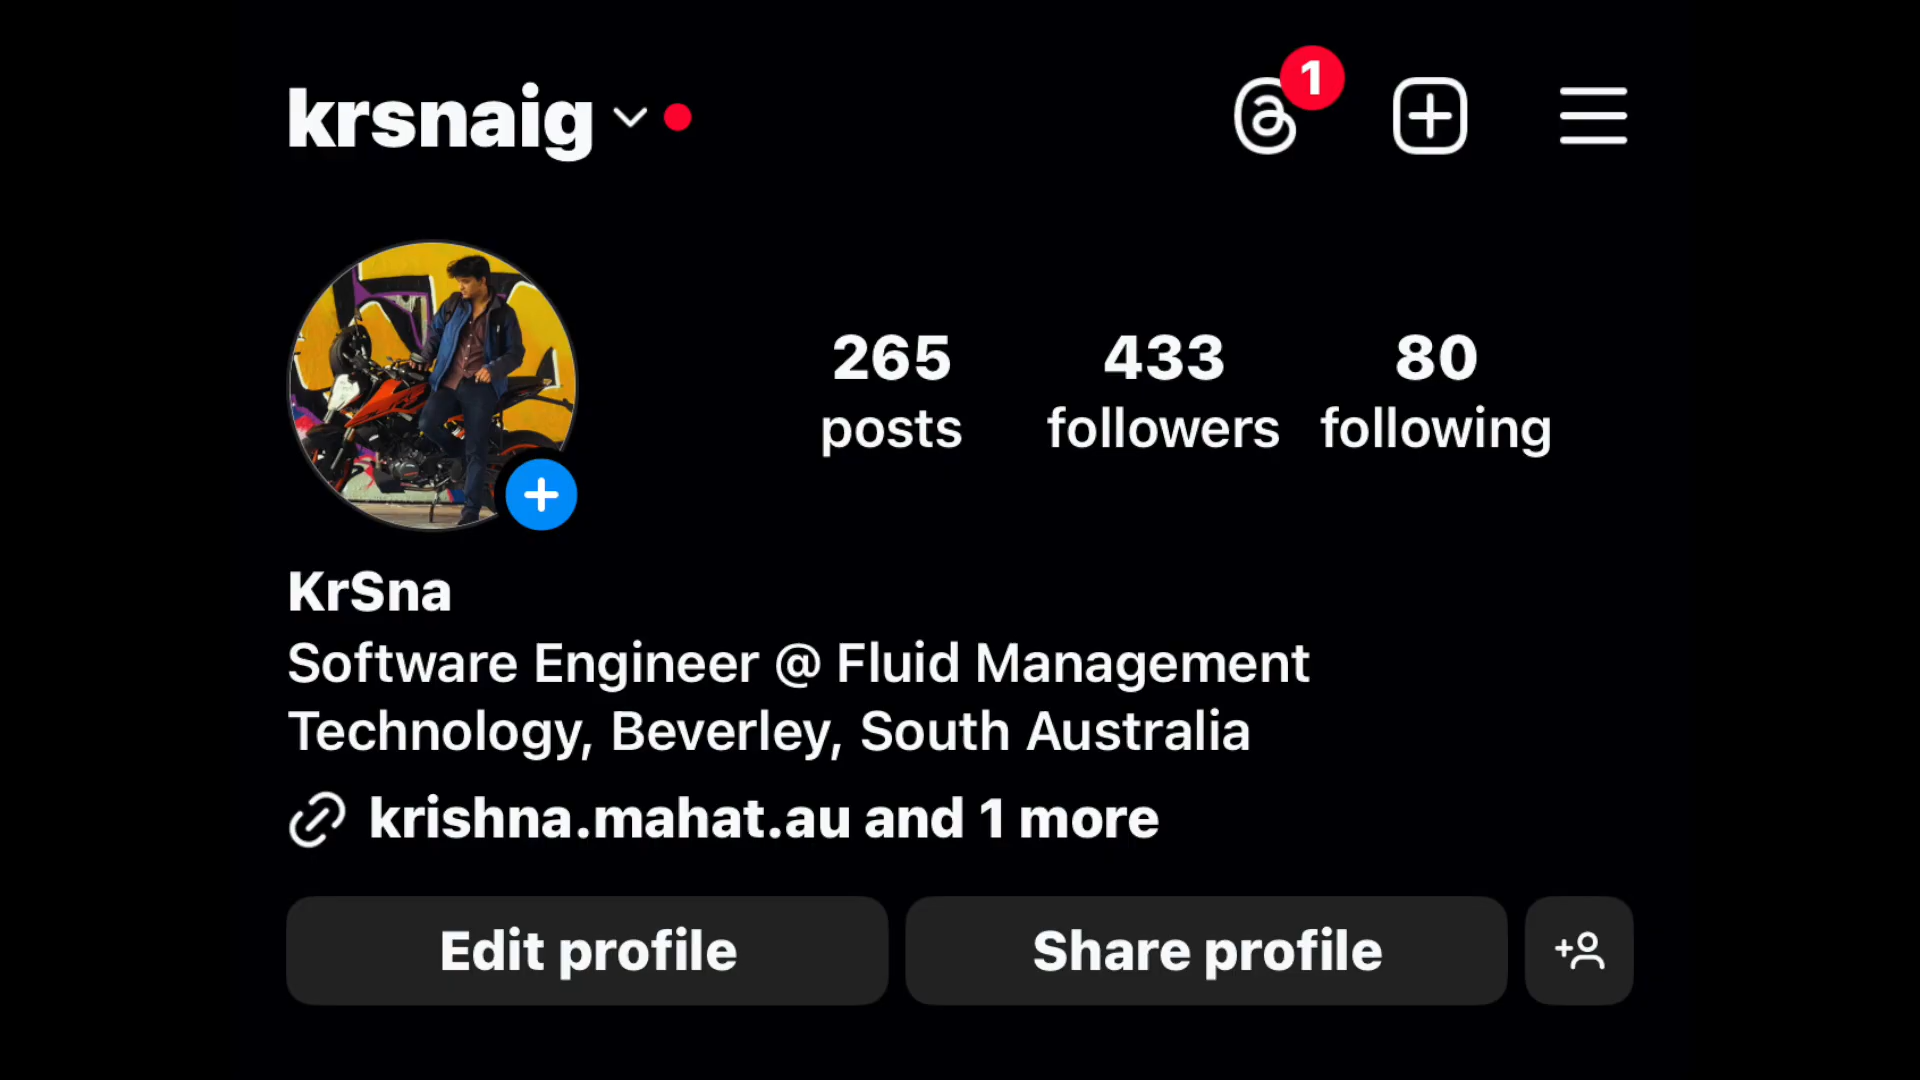 krsnaig
1
265 433 80
posts followers following
KrSna
Software Engineer @ Fluid Management
Technology, Beverley, South Australia
krishna.mahat.au and 1 more
Edit profile Share profile